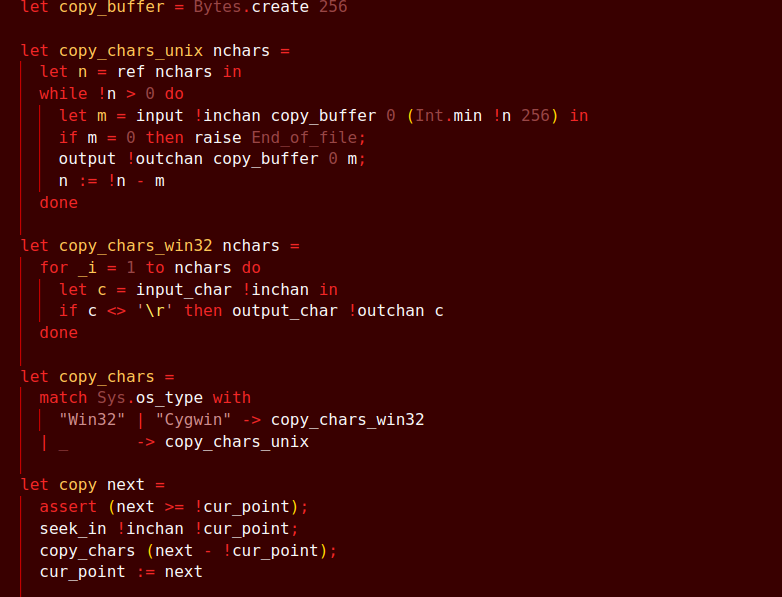 let copy_buffer = Bytes.create 256
let copy_chars_unix nchars =
let n = ref nchars in
while !n > 0 do
let m = input !inchan copy_buffer 0 (Int.min !n 256) in
if m = 0 then raise End_of_file;
output !outchan copy_buffer 0 m;
n := !n - m
done
let copy_chars_win32 nchars =
for _i = 1 to nchars do
let c = input_char !inchan in
if c <> '\r' then output_char !outchan c
done
let copy_chars =
match Sys.os_type with
"Win32" | "Cygwin" -> copy_chars_win32
| _ -> copy_chars_unix
let copy next =
assert (next >= !cur_point);
seek_in !inchan !cur_point;
copy_chars (next - !cur_point);
cur_point := next